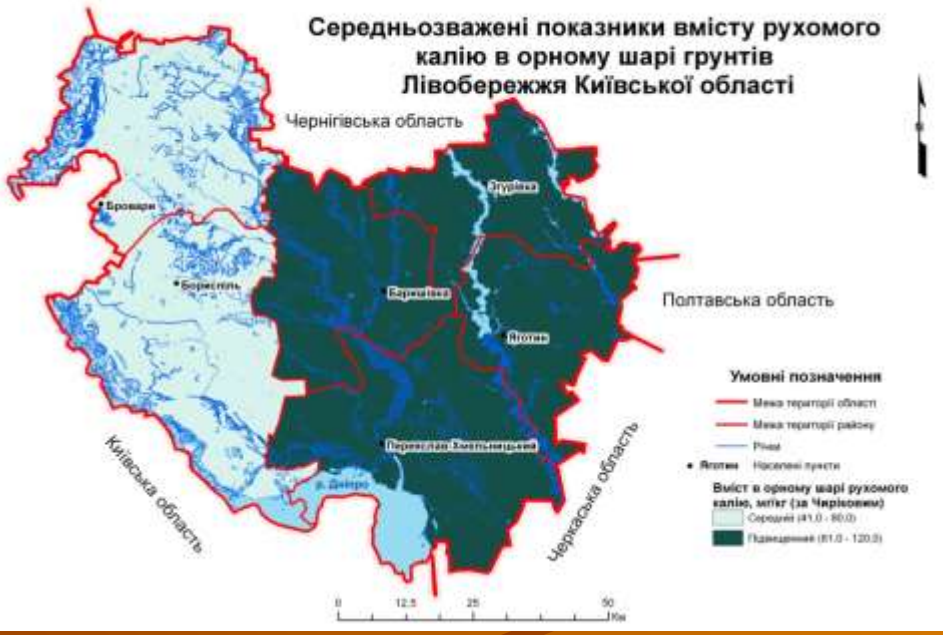 Середньозважені показники вмісту рухомого
калію в орному шарі грунтів
Лівобережжя Київської області
Чернігівська область
Згурівка
Бровари
Бориспіль
Баришівка
Полтавська область
Яготин
Переяслав-Хмельницький
р. Дніпро
Київська область
Черкаська область
Умовні позначення
Межа території області
Межа території району
Річки
Яготин Населені пункти
Вміст в орному шарі рухомого
калію, мг/кг (за Чиріковим)
Середній (41,0 - 80,0)
Підвищений (81,0 - 120,0)
0 12,5 25 50
Км